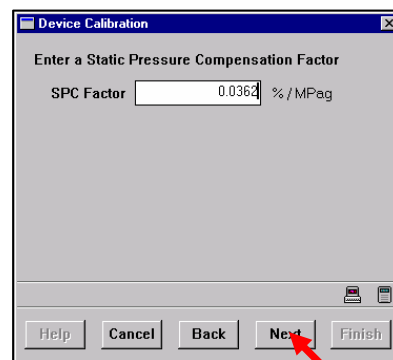 Device Calibration
Enter a Static Pressure Compensation Factor
SPC Factor 0.0362 %/MPag
Help Cancel Back Next Finish